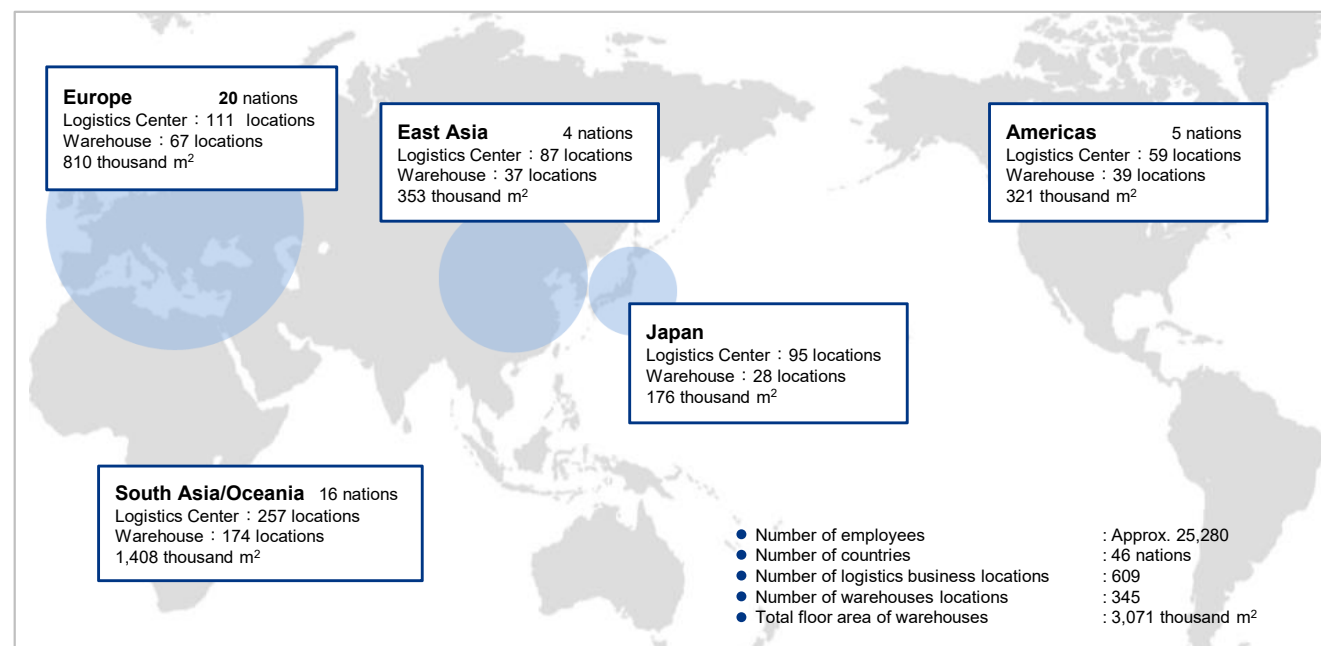 Europe 20 nations
Logistics Center：111 locations
Warehouse：67 locations
810 thousand m²
East Asia 4 nations
Logistics Center：87 locations
Warehouse：37 locations
353 thousand m²
Americas 5 nations
Logistics Center：59 locations
Warehouse：39 locations
321 thousand m²
Japan
Logistics Center：95 locations
Warehouse：28 locations
176 thousand m²
South Asia/Oceania 16 nations
Logistics Center：257 locations
Warehouse：174 locations
1,408 thousand m²
● Number of employees : Approx. 25,280
● Number of countries : 46 nations
● Number of logistics business locations : 609
● Number of warehouses locations : 345
● Total floor area of warehouses : 3,071 thousand m²